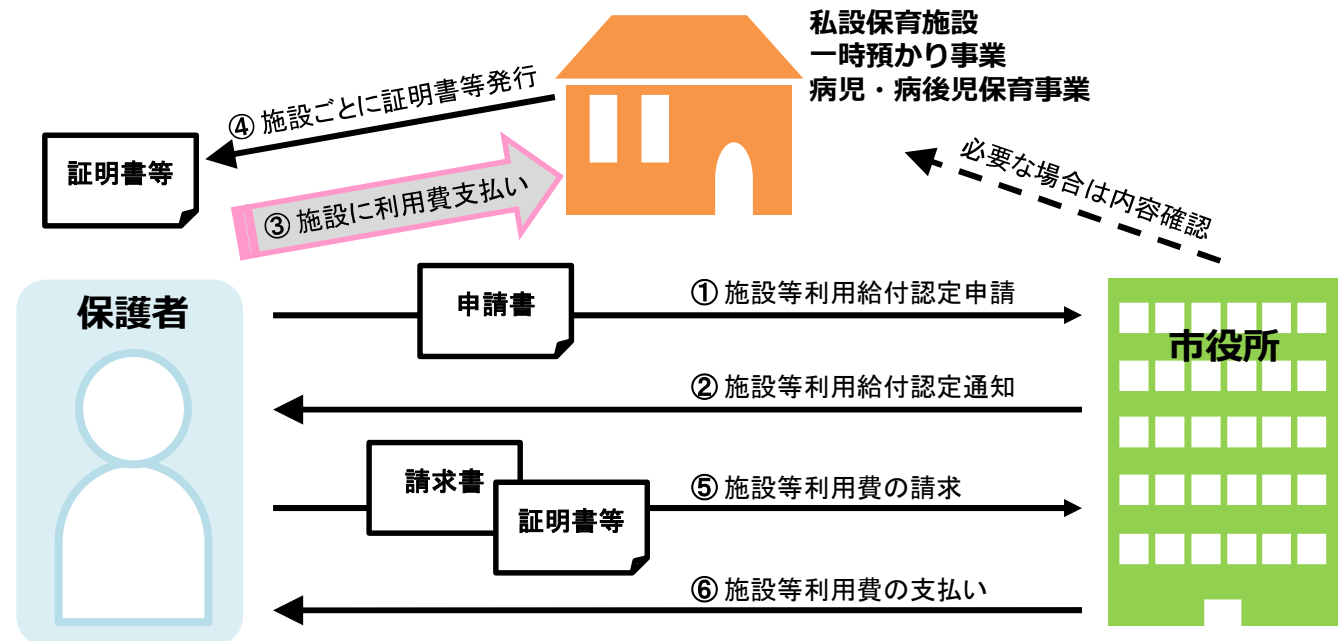 私設保育施設
一時預かり事業
病児・病後児保育事業
④ 施設ごとに証明書等発行
証明書等
③ 施設に利用費支払い
必要な場合は内容確認
保護者
申請書
① 施設等利用給付認定申請
市役所
② 施設等利用給付認定通知
請求書
証明書等
⑤ 施設等利用費の請求
⑥ 施設等利用費の支払い